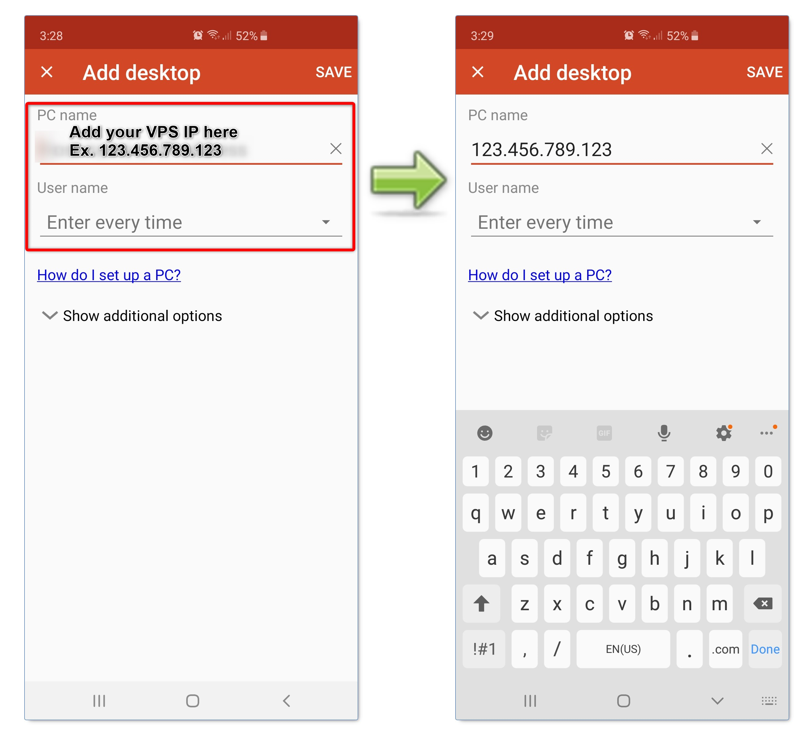 3:28 52%
Add desktop SAVE
PC name
Add your VPS IP here
Ex. 123.456.789.123
User name
Enter every time
How do I set up a PC?
Show additional options
3:29 52%
Add desktop SAVE
PC name
123.456.789.123
User name
Enter every time
How do I set up a PC?
Show additional options
GIF
1 2 3 4 5 6 7 8 9 0
q w e r t y u i o p
a s d f g h j k l
z x c v b n m
!#1 , / EN(US) . .com Done